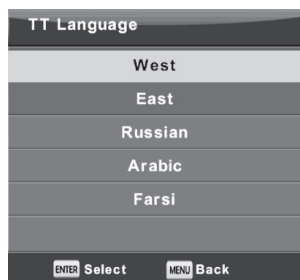 TT Language
West
East
Russian
Arabic
Farsi
ENTER Select MENU Back